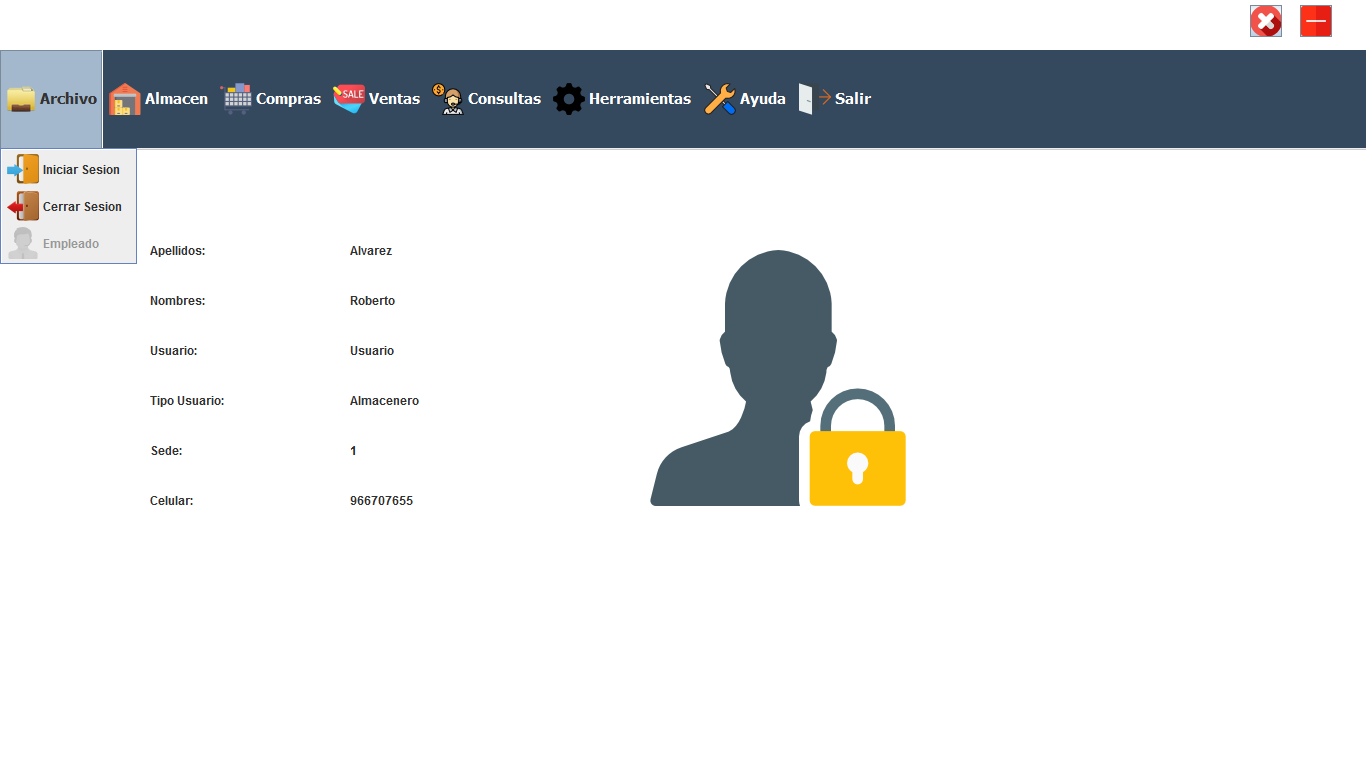 Archivo Almacen Compras SALE Ventas Consultas Herramientas Ayuda Salir
Iniciar Sesion
Cerrar Sesion
Empleado
Apellidos: Alvarez
Nombres: Roberto
Usuario: Usuario
Tipo Usuario: Almacenero
Sede: 1
Celular: 966707655